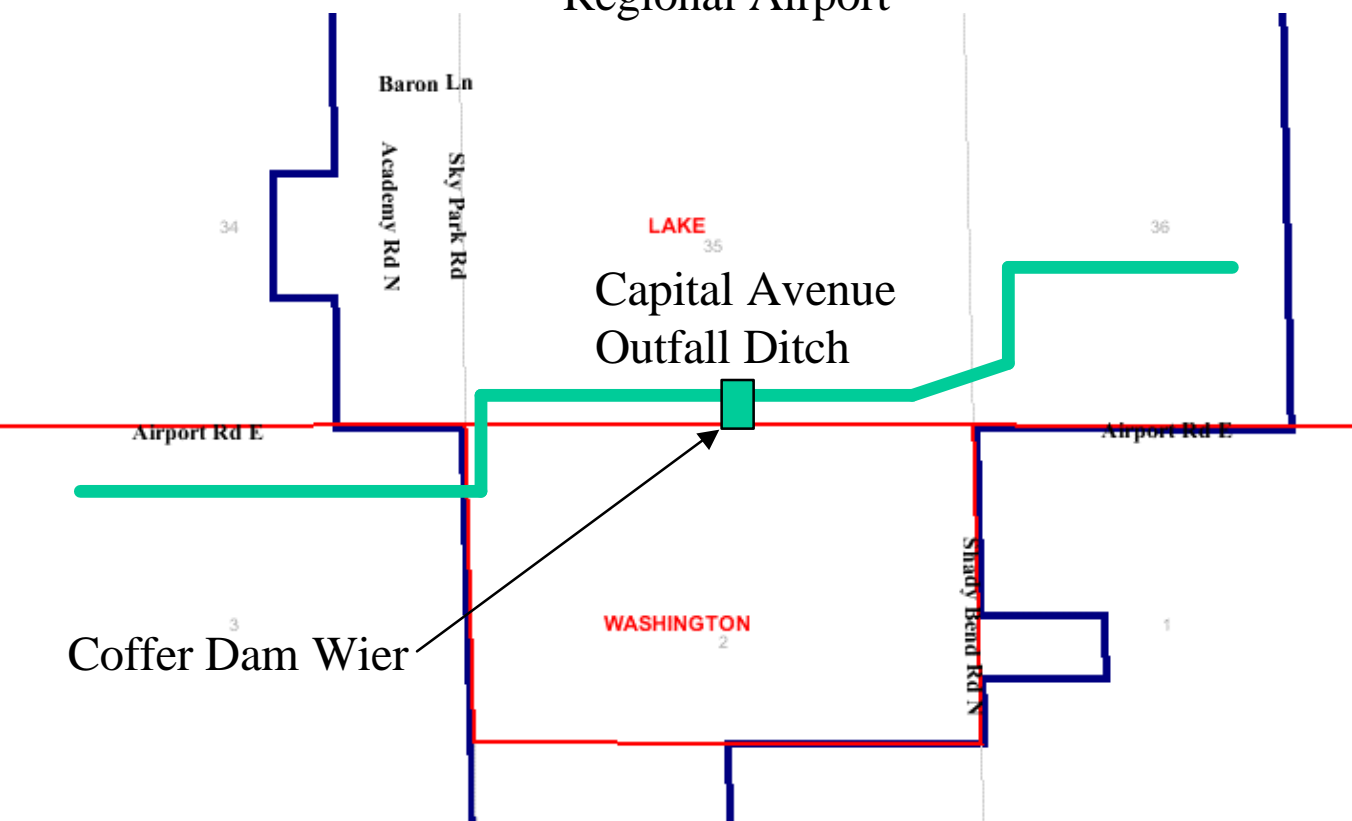 Regional Airport
Baron Ln
Academy Rd N
Sky Park Rd
34
LAKE
35
36
Capital Avenue
Outfall Ditch
Airport Rd E
Airport Rd E
Shady Bend Rd N
3
WASHINGTON
2
1
Coffer Dam Wier